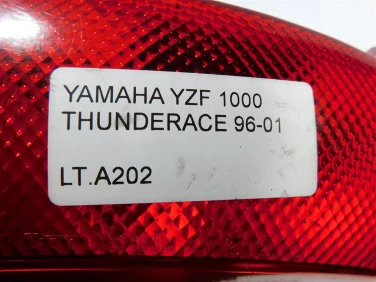 YAMAHA YZF 1000
THUNDERACE 96-01
LT.A202